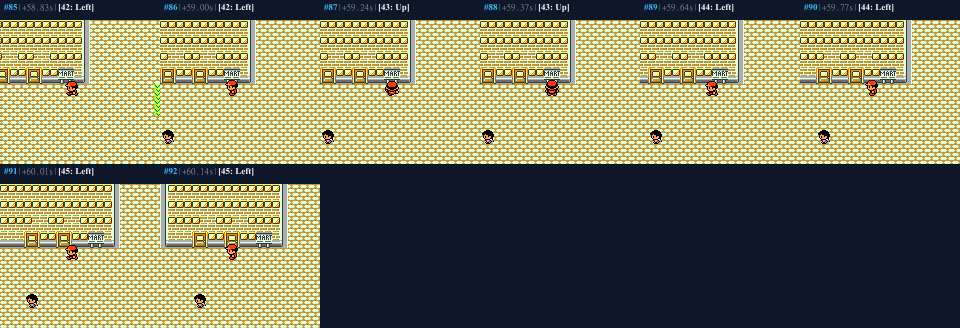 #85|+58.83s|[42: Left]
#86|+59.00s|[42: Left]
#87|+59.24s|[43: Up]
#88|+59.37s|[43: Up]
#89|+59.64s|[44: Left]
#90|+59.77s|[44: Left]
MART
MART
MART
MART
MART
MART
#91|+60.01s|[45: Left]
#92|+60.14s|[45: Left]
MART
MART